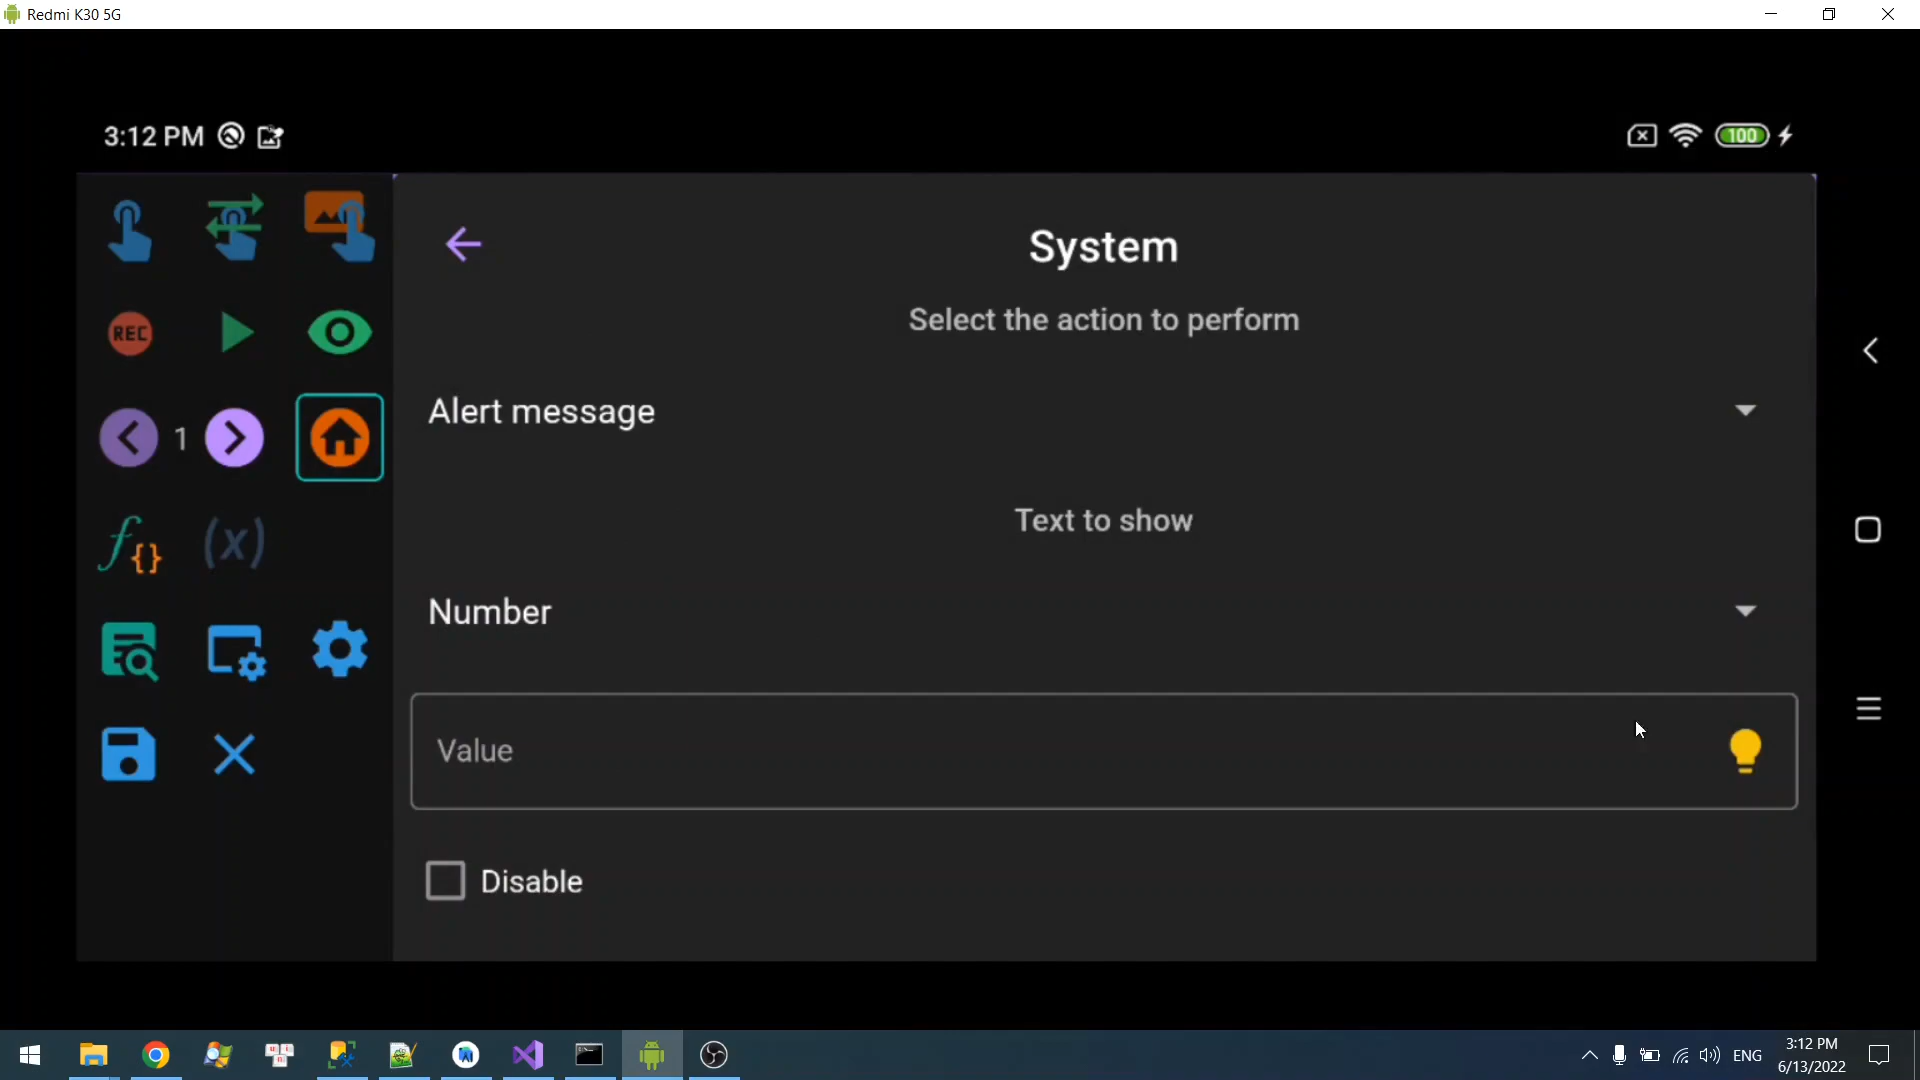 Redmi K30 5G
3:12 PM
100
System
Select the action to perform
REC
Alert message
1
Text to show
f{}
(x)
Number
Value
Disable
ENG
3:12 PM
6/13/2022